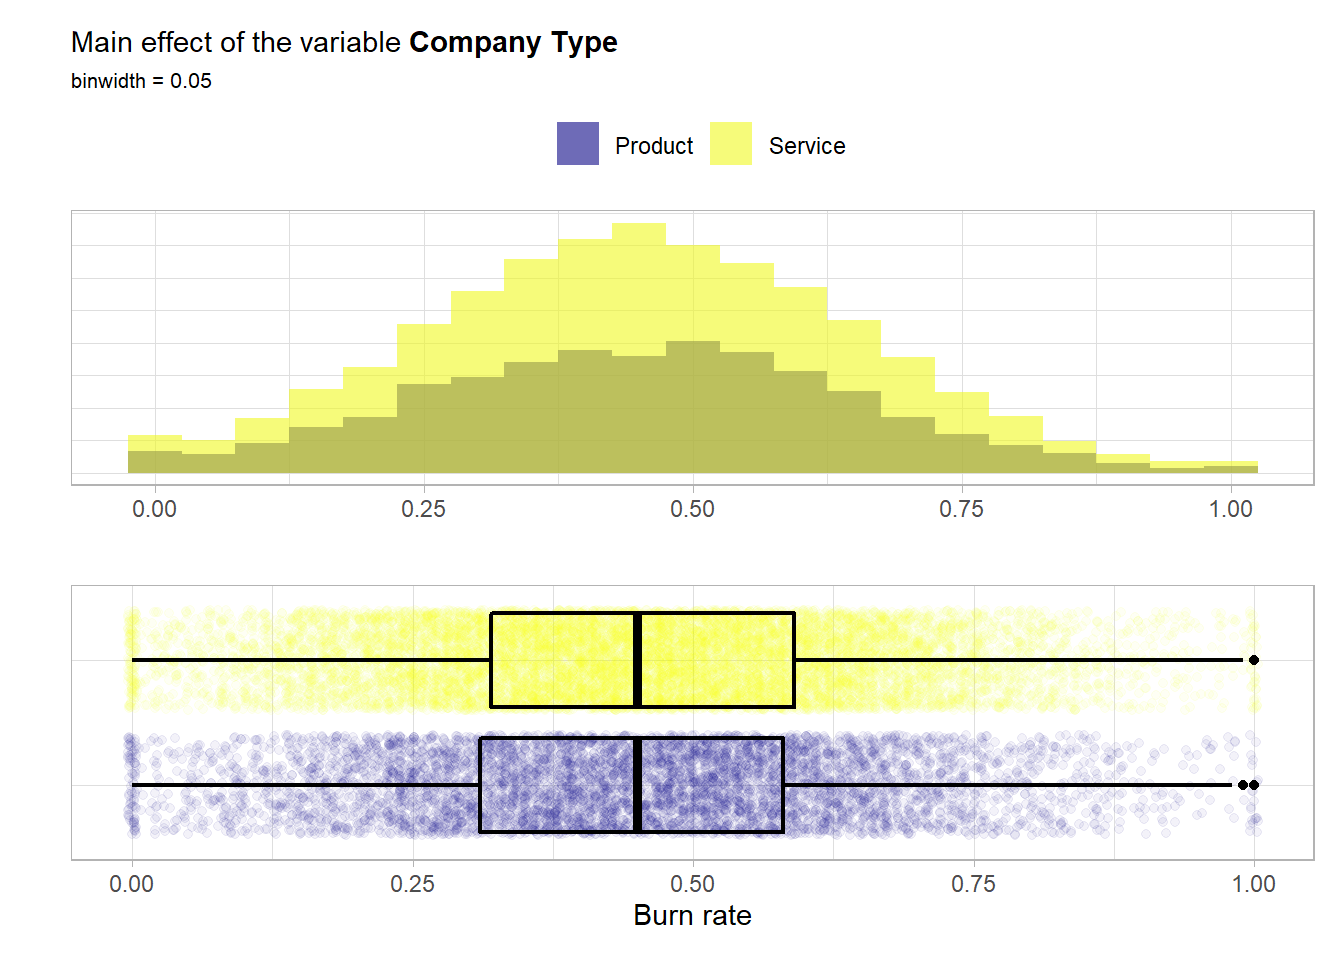 Main effect of the variable Company Type
binwidth = 0.05
Product Service
0.00 0.25 0.50 0.75 1.00
0.00 0.25 0.50 0.75 1.00
Burn rate